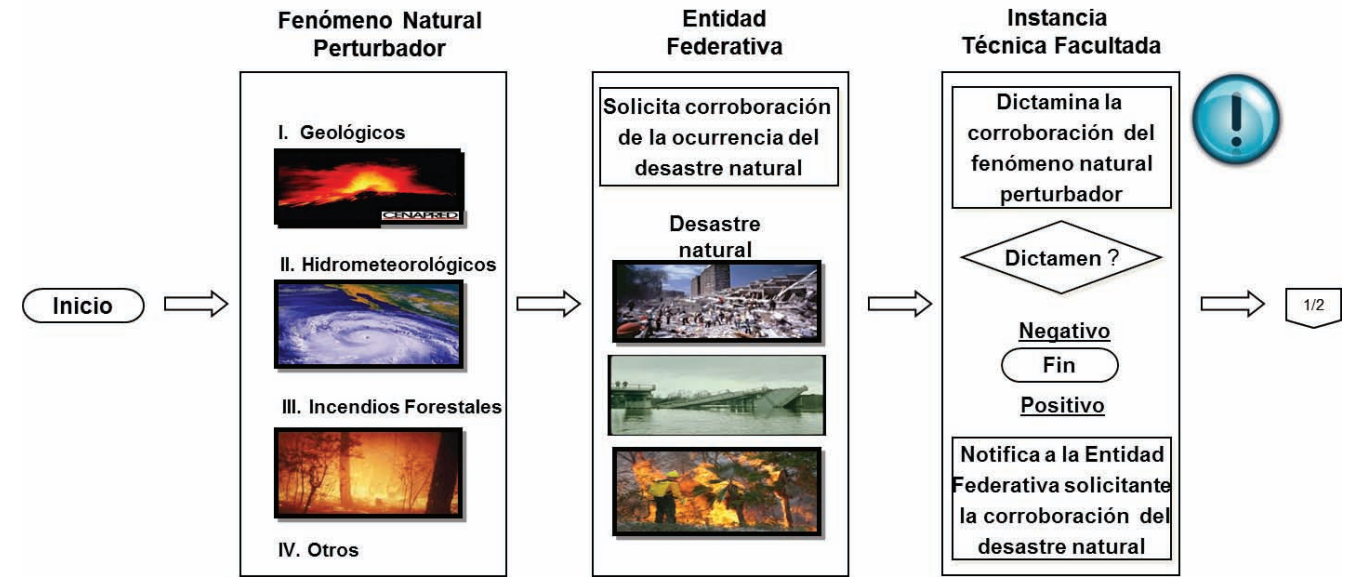 Inicio
Fenómeno Natural
Perturbador
I. Geológicos
CENAPRED
II. Hidrometeorológicos
III. Incendios Forestales
IV. Otros
Entidad
Federativa
Solicita corroboración
de la ocurrencia del
desastre natural
Desastre
natural
Instancia
Técnica Facultada
Dictamina la
corroboración del
fenómeno natural
perturbador
Dictamen ?
Negativo
Fin
Positivo
Notifica a la Entidad
Federativa solicitante
la corroboración del
desastre natural
!
1/2